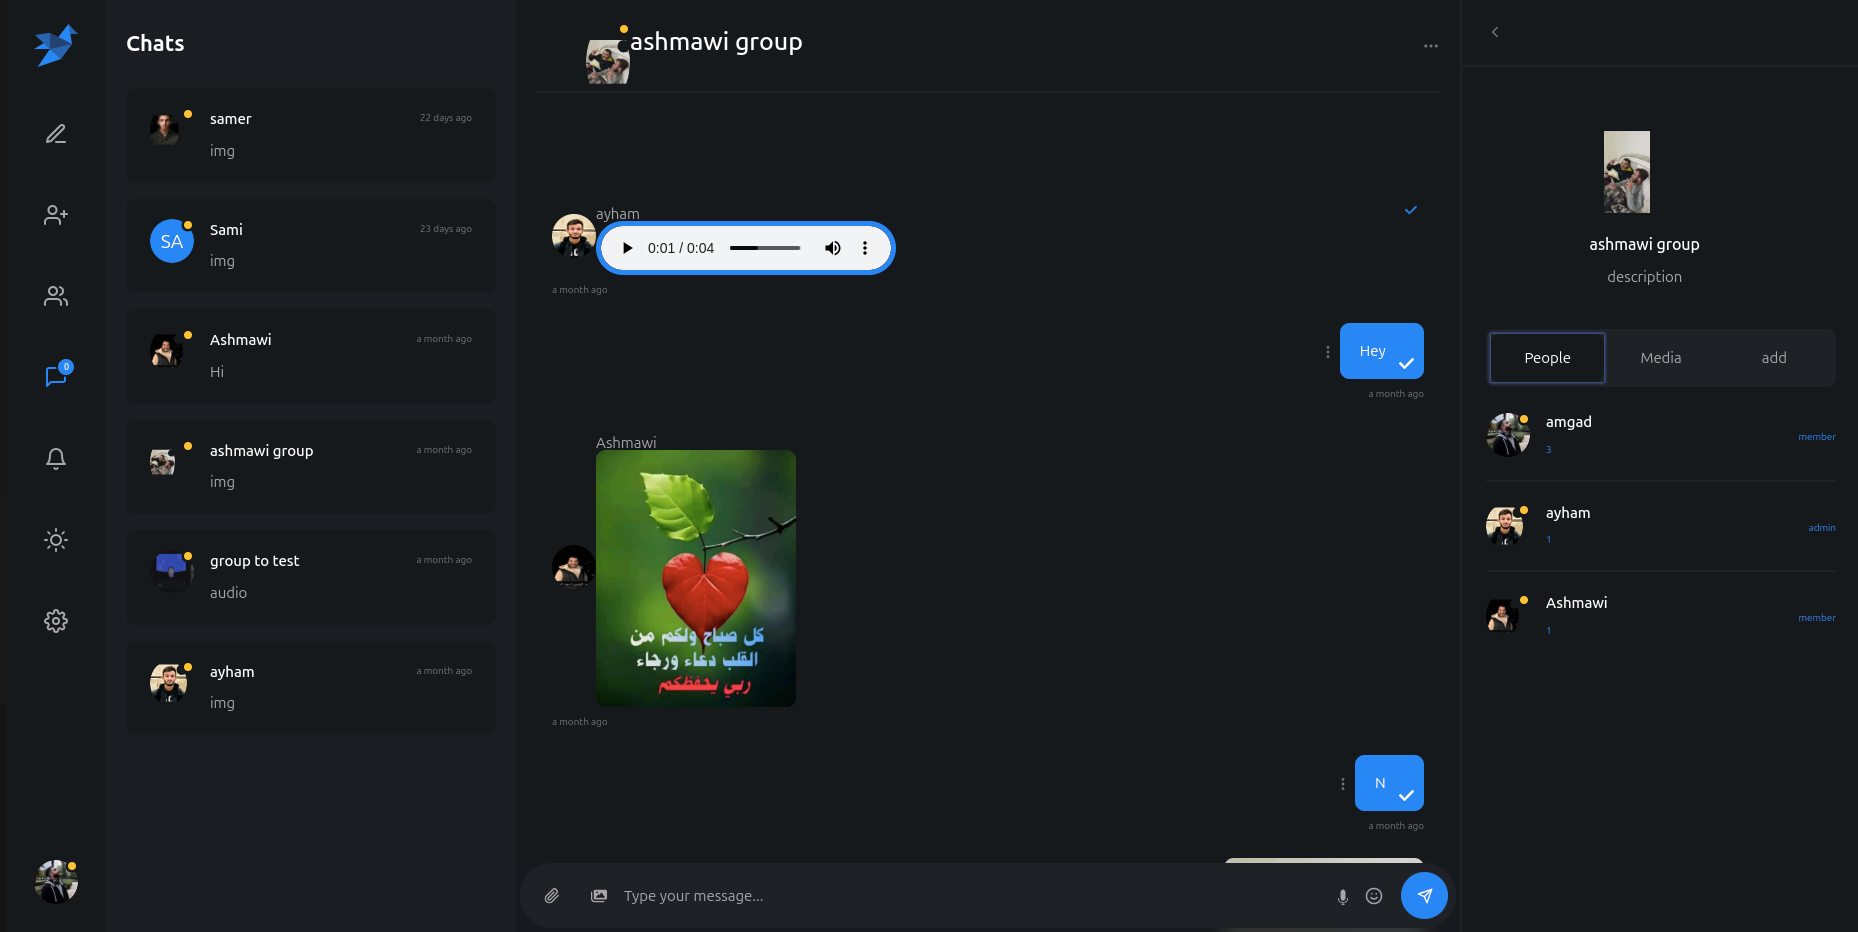 Chats
samer
22 days ago
img
SA
Sami
23 days ago
img
Ashmawi
a month ago
Hi
0
ashmawi group
a month ago
img
group to test
a month ago
audio
ayham
a month ago
img
ashmawi group
ayham
0:01 / 0:04
a month ago
Hey
a month ago
Ashmawi
كل صباح ولكم من
القلب دعاء ورجاء
ربي يحفظكم
a month ago
N
a month ago
Type your message...
ashmawi group
description
People Media add
amgad
member
3
ayham
admin
1
Ashmawi
member
1